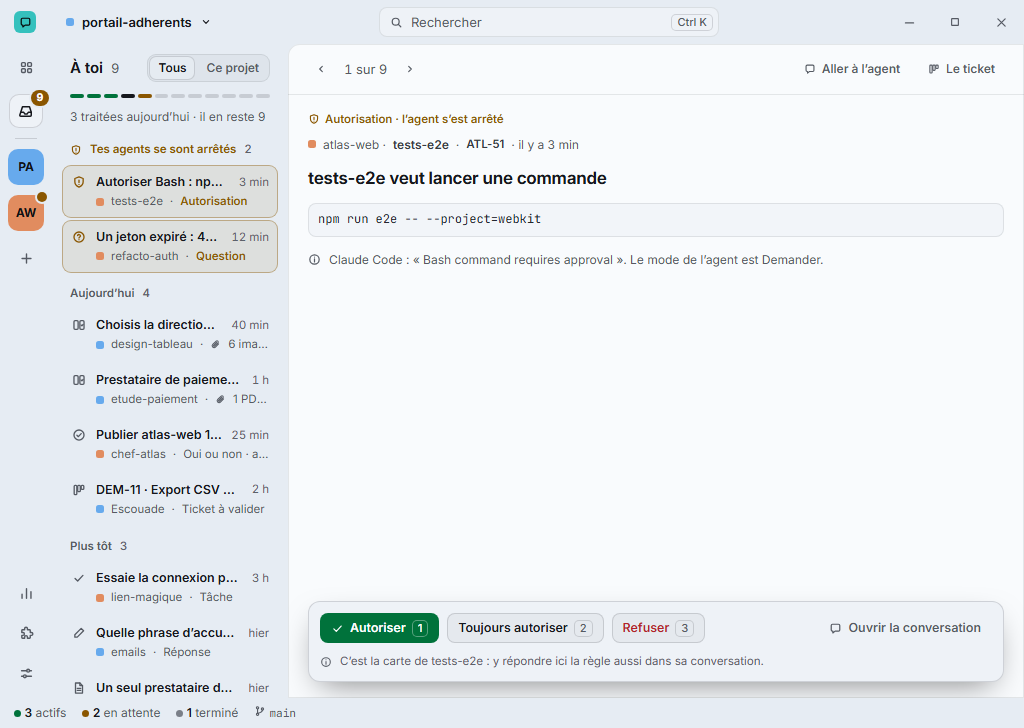 portail-adherents
Rechercher
Ctrl K
9
PA
AW
À toi 9
Tous
Ce projet
3 traitées aujourd’hui · il en reste 9
Tes agents se sont arrêtés 2
Autoriser Bash : np... 3 min
tests-e2e · Autorisation
Un jeton expiré : 4... 12 min
refacto-auth · Question
Aujourd’hui 4
Choisis la directio... 40 min
design-tableau · 6 ima...
Prestataire de paieme... 1 h
etude-paiement · 1 PD...
Publier atlas-web 1... 25 min
chef-atlas · Oui ou non · a...
DEM-11 · Export CSV ... 2 h
Escouade · Ticket à valider
Plus tôt 3
Essaie la connexion p... 3 h
lien-magique · Tâche
Quelle phrase d’accu... hier
emails · Réponse
Un seul prestataire d... hier
1 sur 9
Aller à l’agent
Le ticket
Autorisation · l’agent s’est arrêté
atlas-web · tests-e2e · ATL-51 · il y a 3 min
tests-e2e veut lancer une commande
npm run e2e -- --project=webkit
Claude Code : « Bash command requires approval ». Le mode de l’agent est Demander.
Autoriser 1
Toujours autoriser 2
Refuser 3
Ouvrir la conversation
C’est la carte de tests-e2e : y répondre ici la règle aussi dans sa conversation.
3 actifs
2 en attente
1 terminé
main